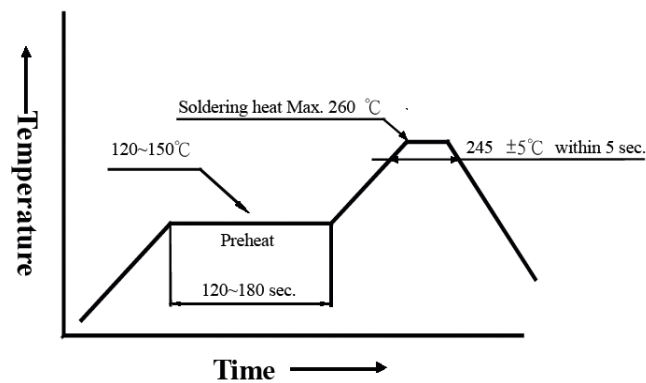 Soldering heat Max. 260 ℃
120~150℃
245 ±5℃ within 5 sec.
Temperature
Preheat
120~180 sec.
Time